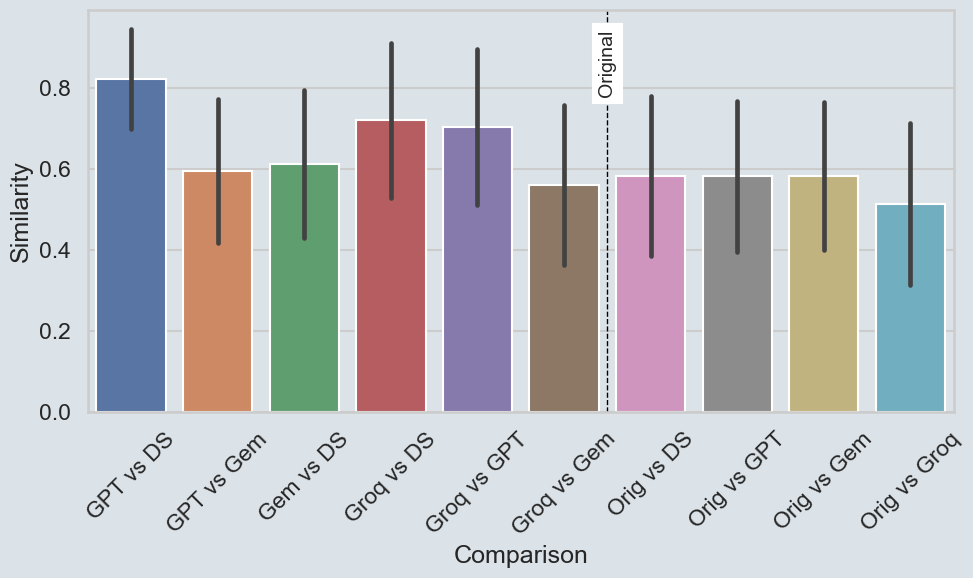 Similarity
0.8
0.6
0.4
0.2
0.0
Original
GPT vs DS
GPT vs Gem
Gem vs DS
Groq vs DS
Groq vs GPT
Groq vs Gem
Orig vs DS
Orig vs GPT
Orig vs Gem
Orig vs Groq
Comparison